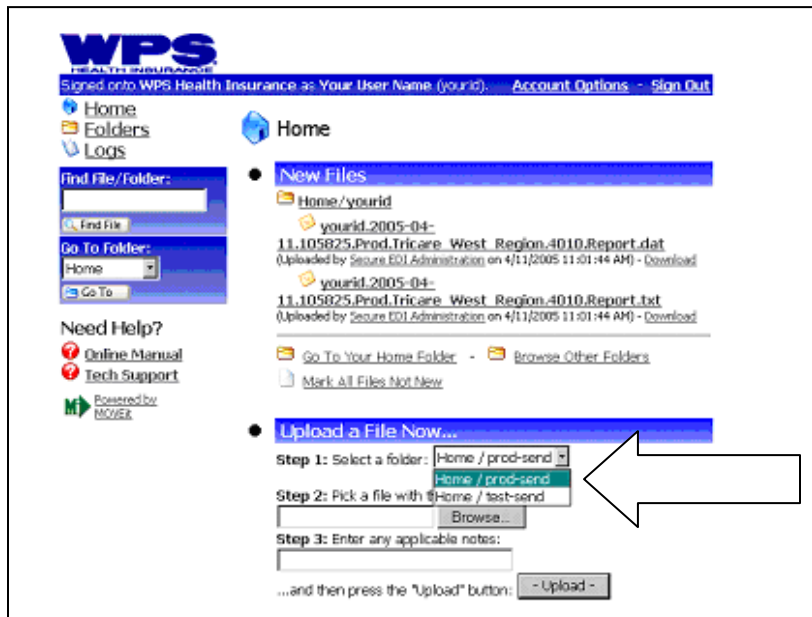 WPS
HEALTH INSURANCE
Signed onto WPS Health Insurance as Your User Name (yourid). Account Options - Sign Out
Home
Folders
Logs
Find File/Folder:
Find File
Go To Folder:
Home
Go To
Need Help?
Online Manual
Tech Support
Powered by
MOVEit
Home
New Files
Home/yourid
yourid.2005-04-
11.105825.Prod.Tricare_West_Region.4010.Report.dat
(Uploaded by Secure EDI Administration on 4/11/2005 11:01:44 AM) - Download
yourid.2005-04-
11.105825.Prod.Tricare_West_Region.4010.Report.txt
(Uploaded by Secure EDI Administration on 4/11/2005 11:01:44 AM) - Download
Go To Your Home Folder - Browse Other Folders
Mark All Files Not New
Upload a File Now...
Step 1: Select a folder: Home / prod-send
Home / prod-send
Step 2: Pick a file with t Home / test-send
Browse...
Step 3: Enter any applicable notes:
...and then press the "Upload" button: - Upload -